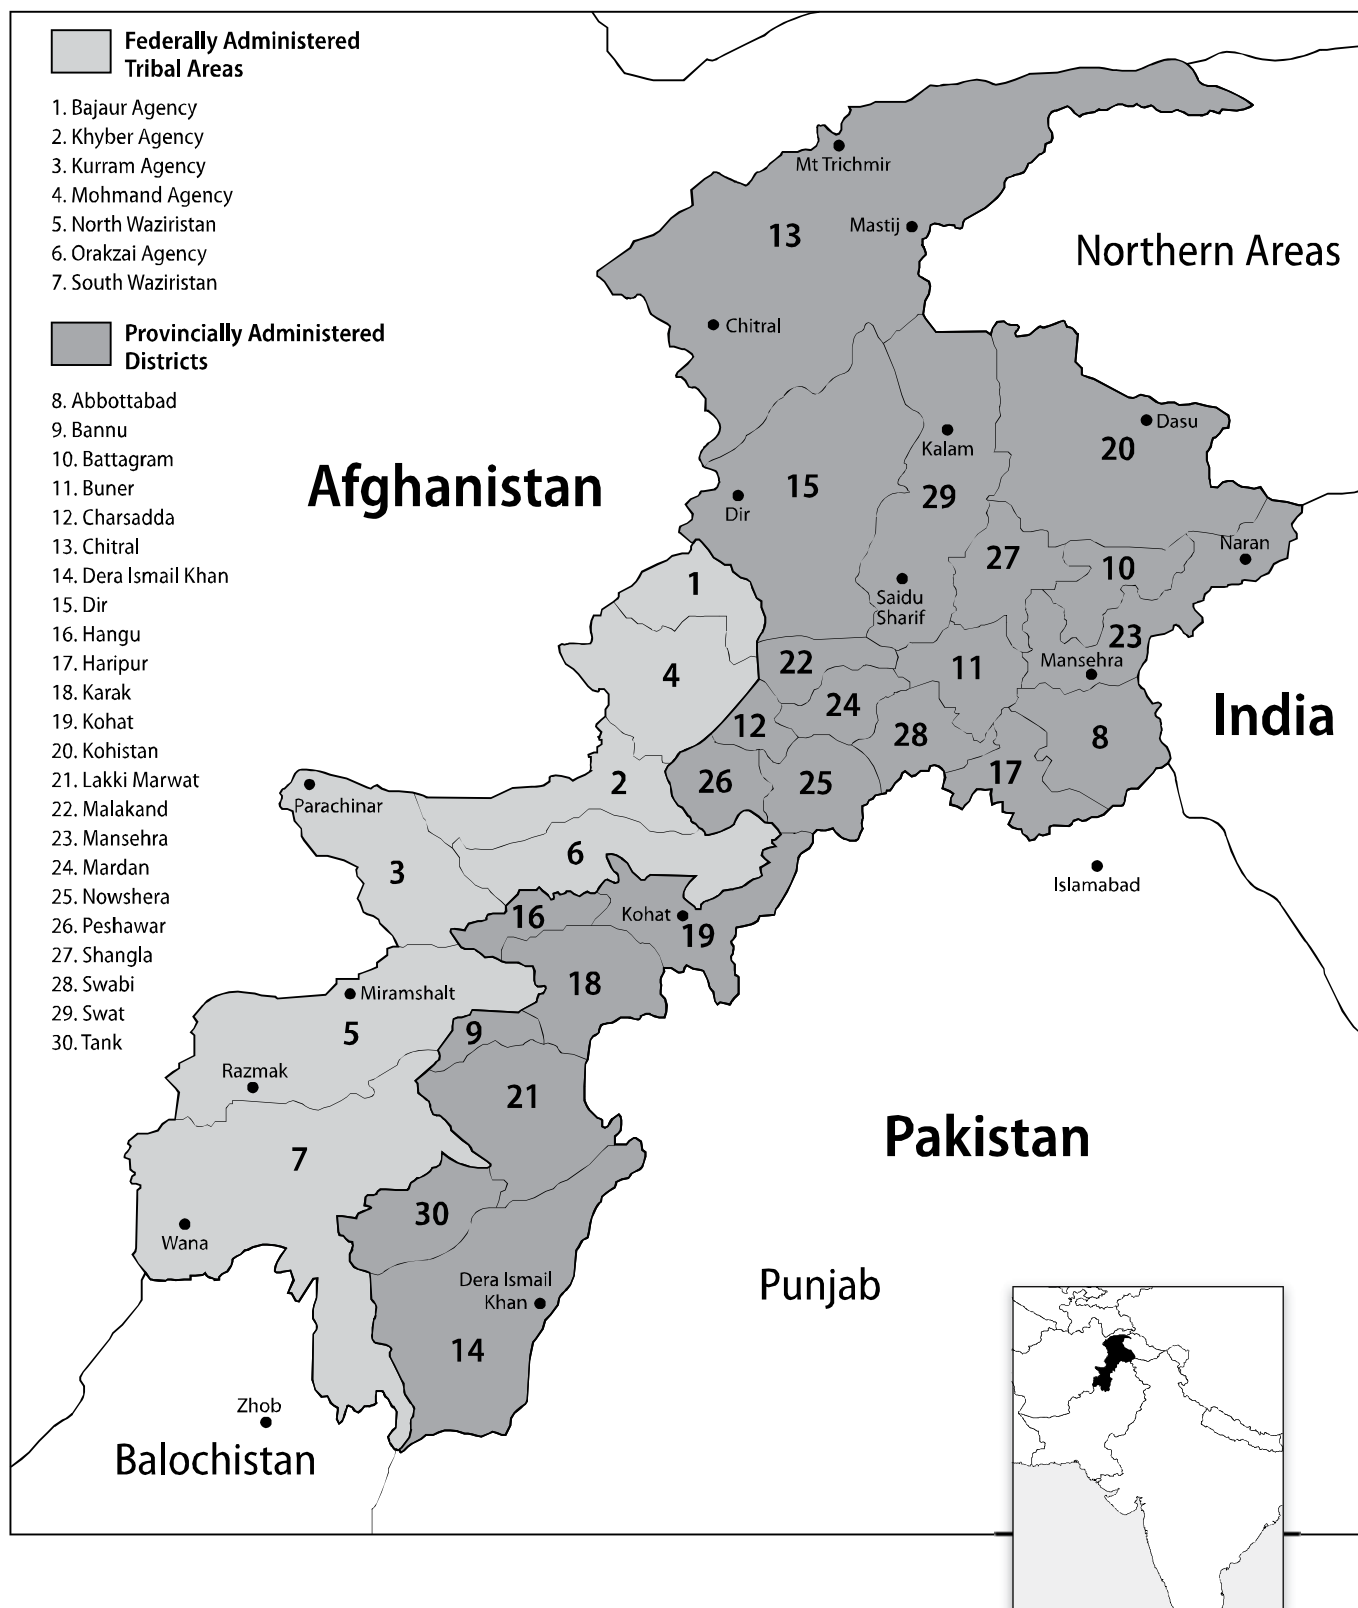 Federally Administered
Tribal Areas
1. Bajaur Agency
2. Khyber Agency
3. Kurram Agency
4. Mohmand Agency
5. North Waziristan
6. Orakzai Agency
7. South Waziristan
Provincially Administered
Districts
8. Abbottabad
9. Bannu
10. Battagram
11. Buner
12. Charsadda
13. Chitral
14. Dera Ismail Khan
15. Dir
16. Hangu
17. Haripur
18. Karak
19. Kohat
20. Kohistan
21. Lakki Marwat
22. Malakand
23. Mansehra
24. Mardan
25. Nowshera
26. Peshawar
27. Shangla
28. Swabi
29. Swat
30. Tank
Mt Trichmir
Mastij
13
Northern Areas
Chitral
Dasu
Kalam
20
Afghanistan
15
29
Dir
Naran
27
10
1
Saidu
Sharif
23
22
11
Mansehra
4
24
India
12
28
8
2
26
25
17
Parachinar
6
3
Islamabad
16
Kohat
19
18
Miramshalt
5
9
Razmak
21
Pakistan
7
30
Wana
Dera Ismail
Khan
Punjab
14
Zhob
Balochistan